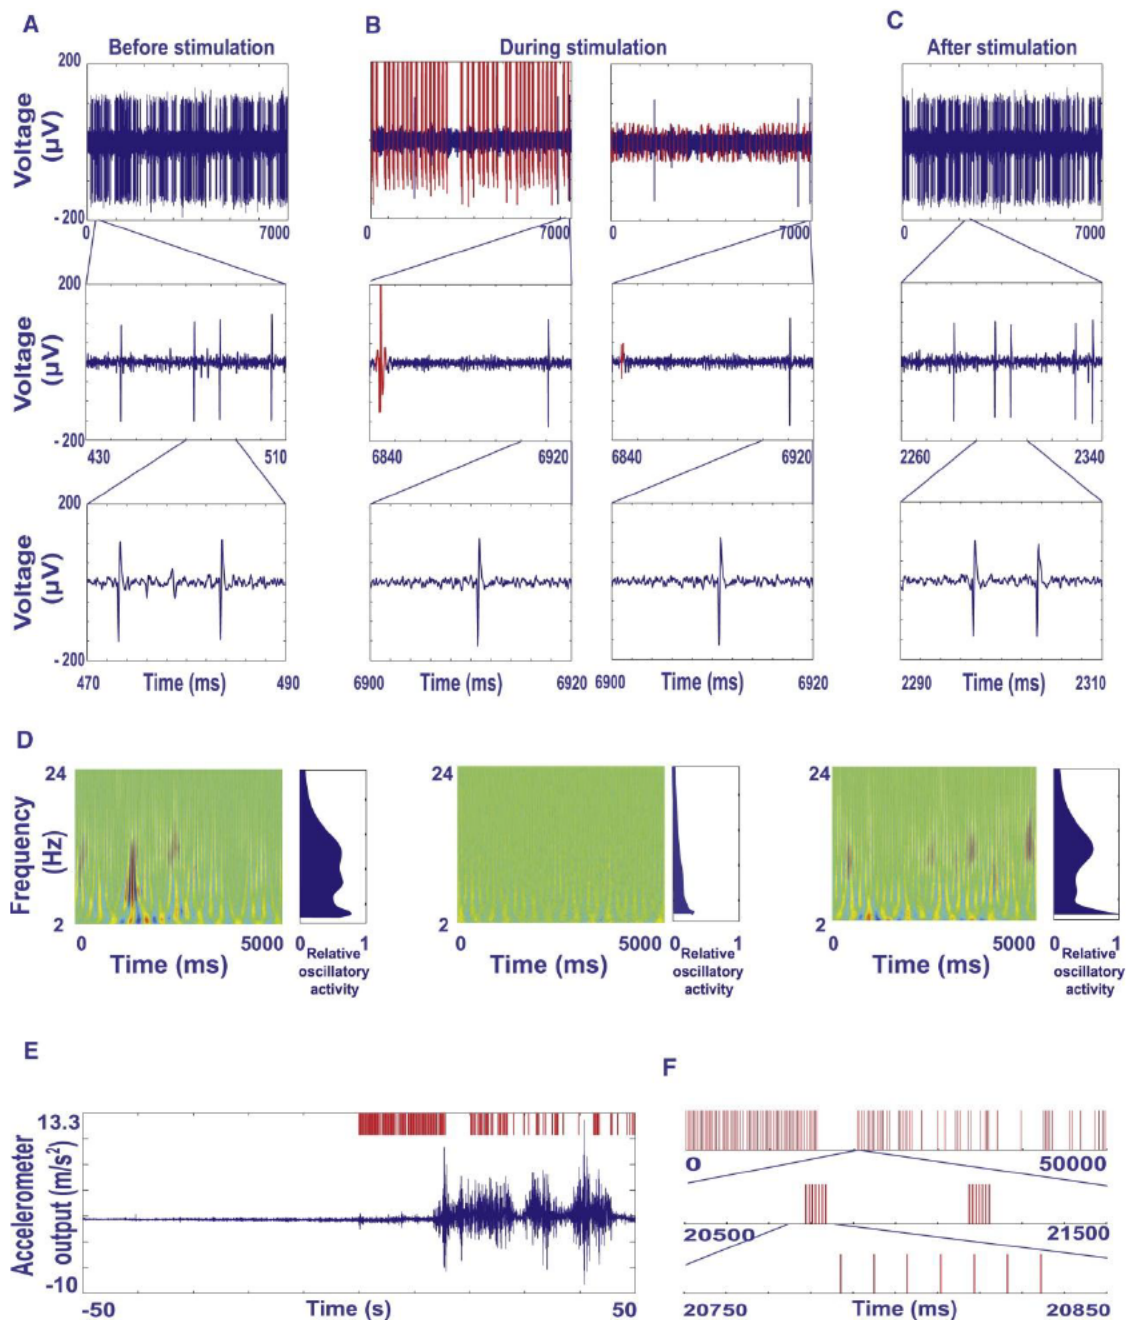 A
B
C
Before stimulation
During stimulation
After stimulation
Voltage
(µV)
200
- 200
0 7000
0 7000
0 7000
0 7000
Voltage
(µV)
200
- 200
430 510
6840 6920
6840 6920
2260 2340
Voltage
(µV)
200
- 200
470 Time (ms) 490
6900 Time (ms) 6920
6900 Time (ms) 6920
2290 Time (ms) 2310
D
Frequency
(Hz)
24
2
0 5000
Time (ms)
0 1
Relative
oscillatory
activity
24
2
0 5000
Time (ms)
0 1
Relative
oscillatory
activity
24
2
0 5000
Time (ms)
0 1
Relative
oscillatory
activity
E
Accelerometer
output (m/s²)
13.3
-10
-50 Time (s) 50
F
0 50000
20500 21500
20750 Time (ms) 20850